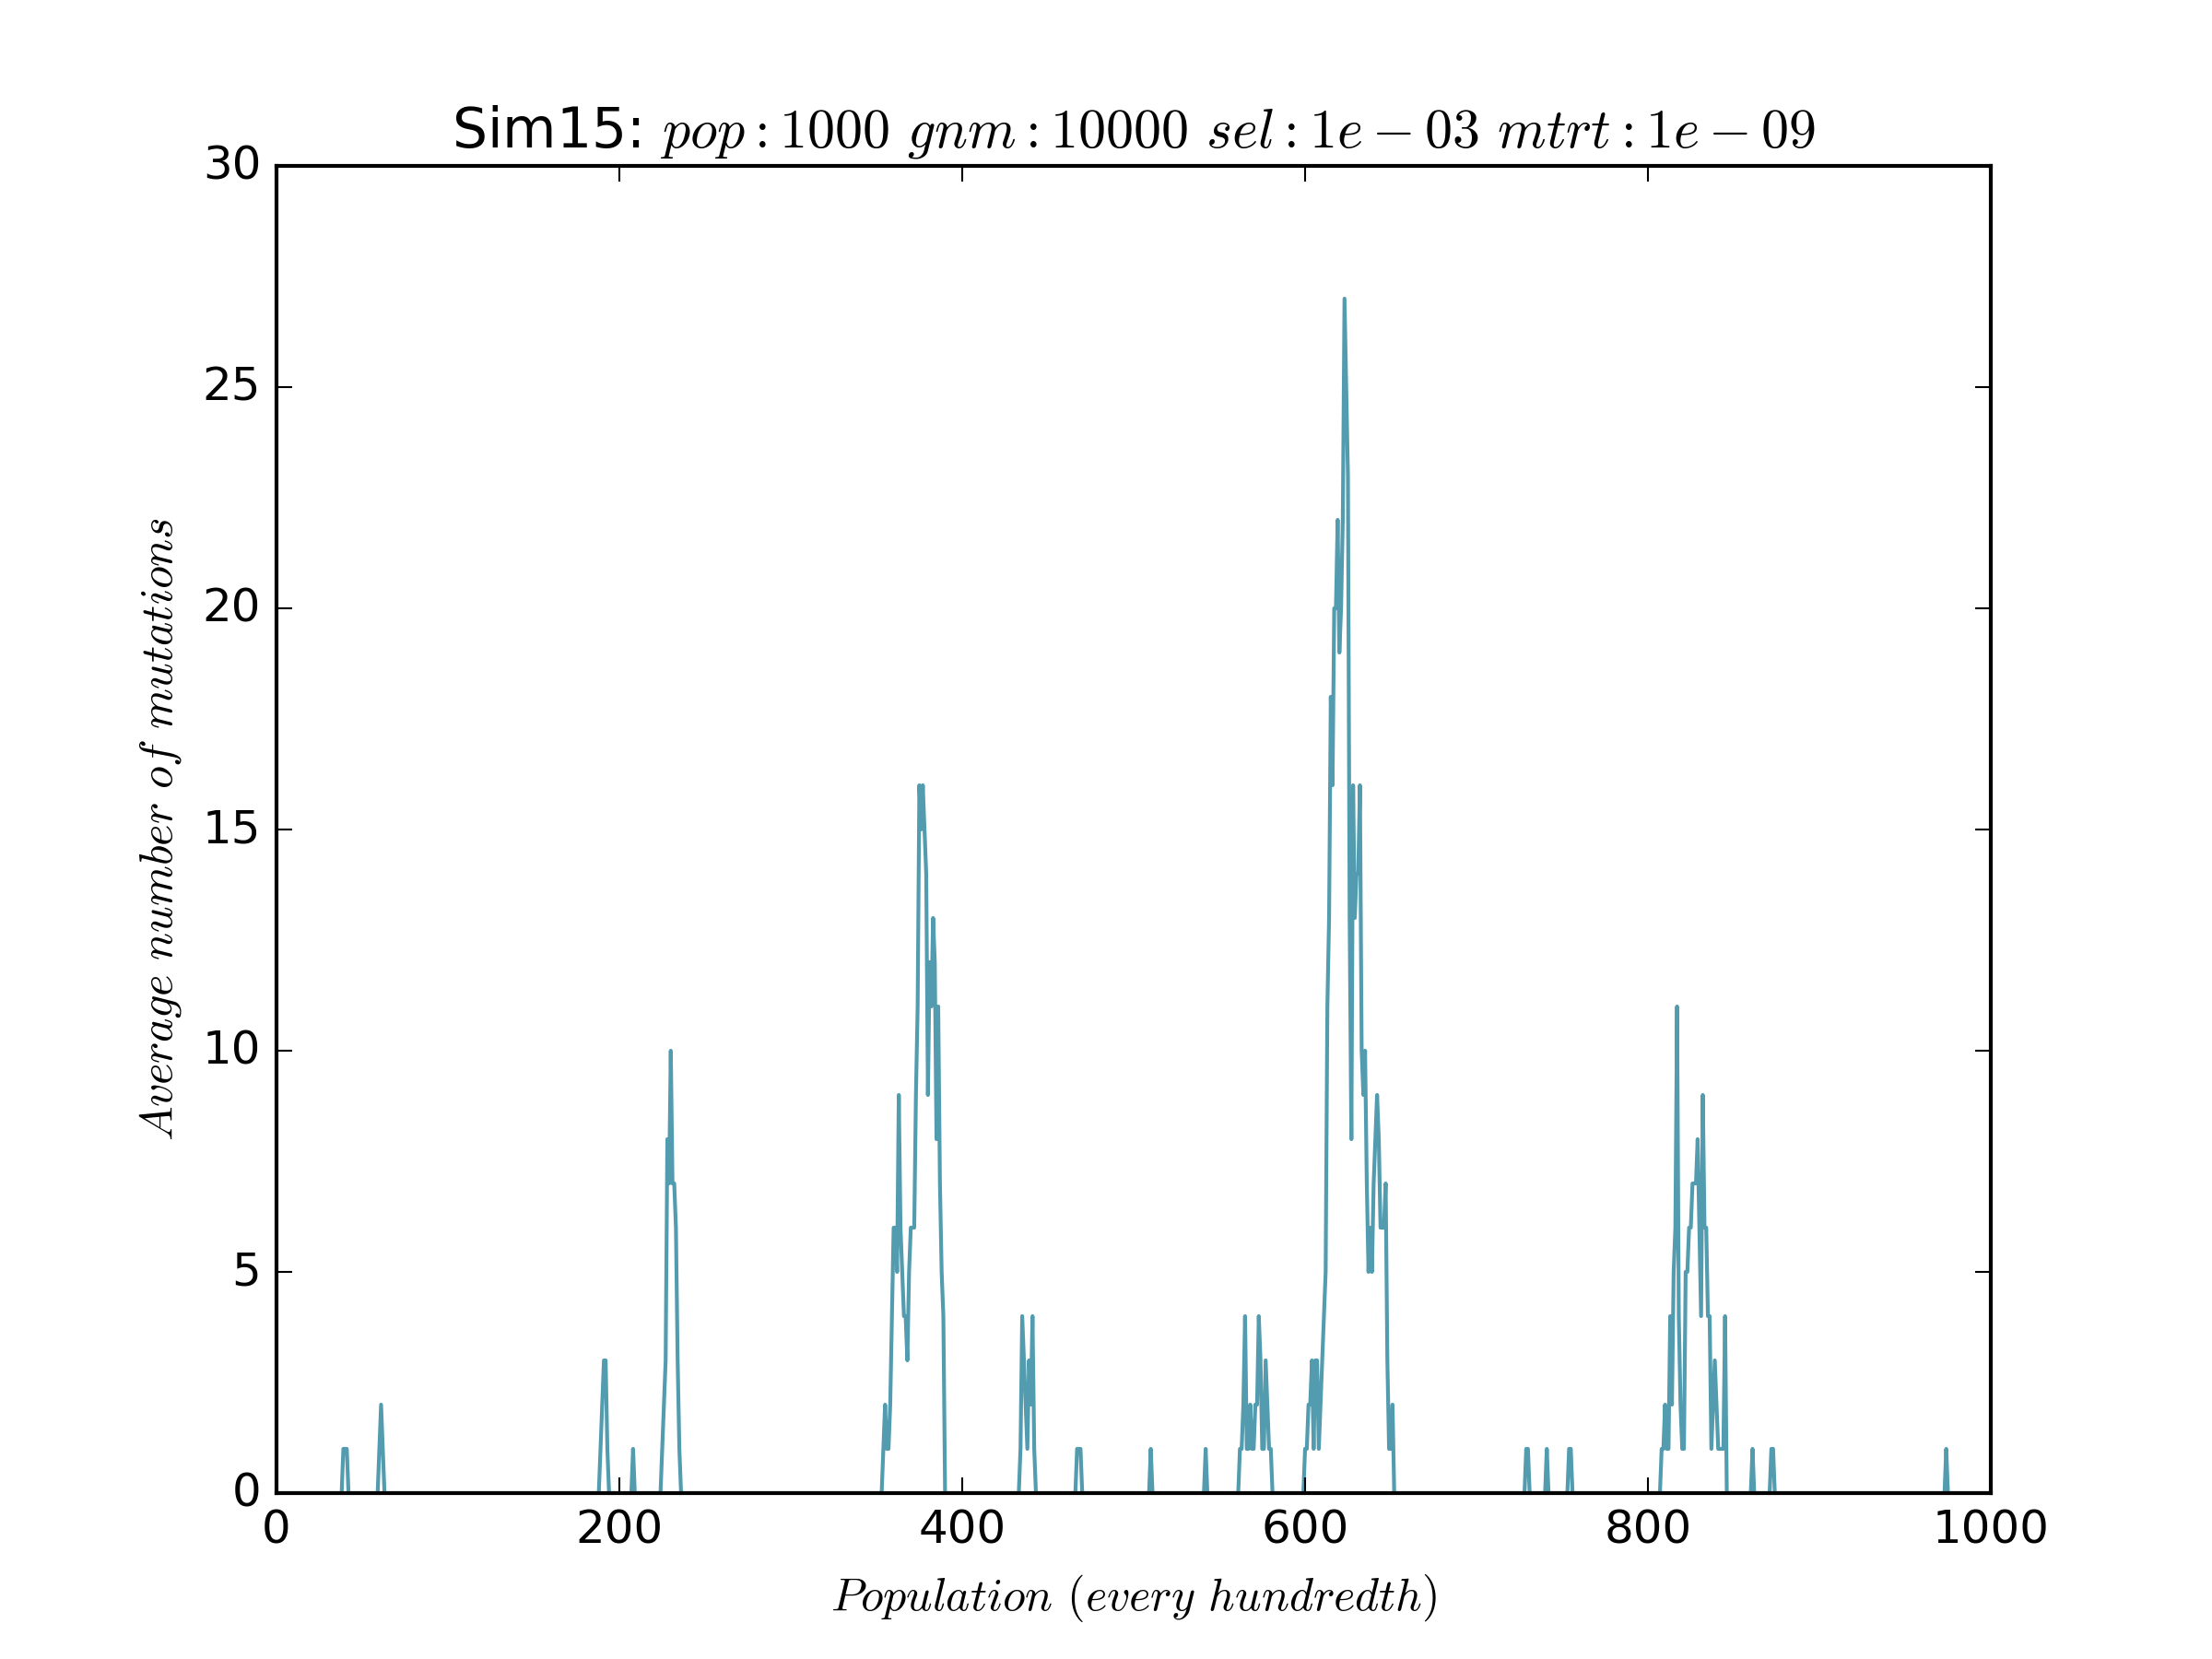 Sim15: pop : 1000 gnm : 10000 sel : 1e − 03 mtrt : 1e − 09
30
25
20
15
10
5
0
Average number of mutations
0 200 400 600 800 1000
Population (every hundredth)